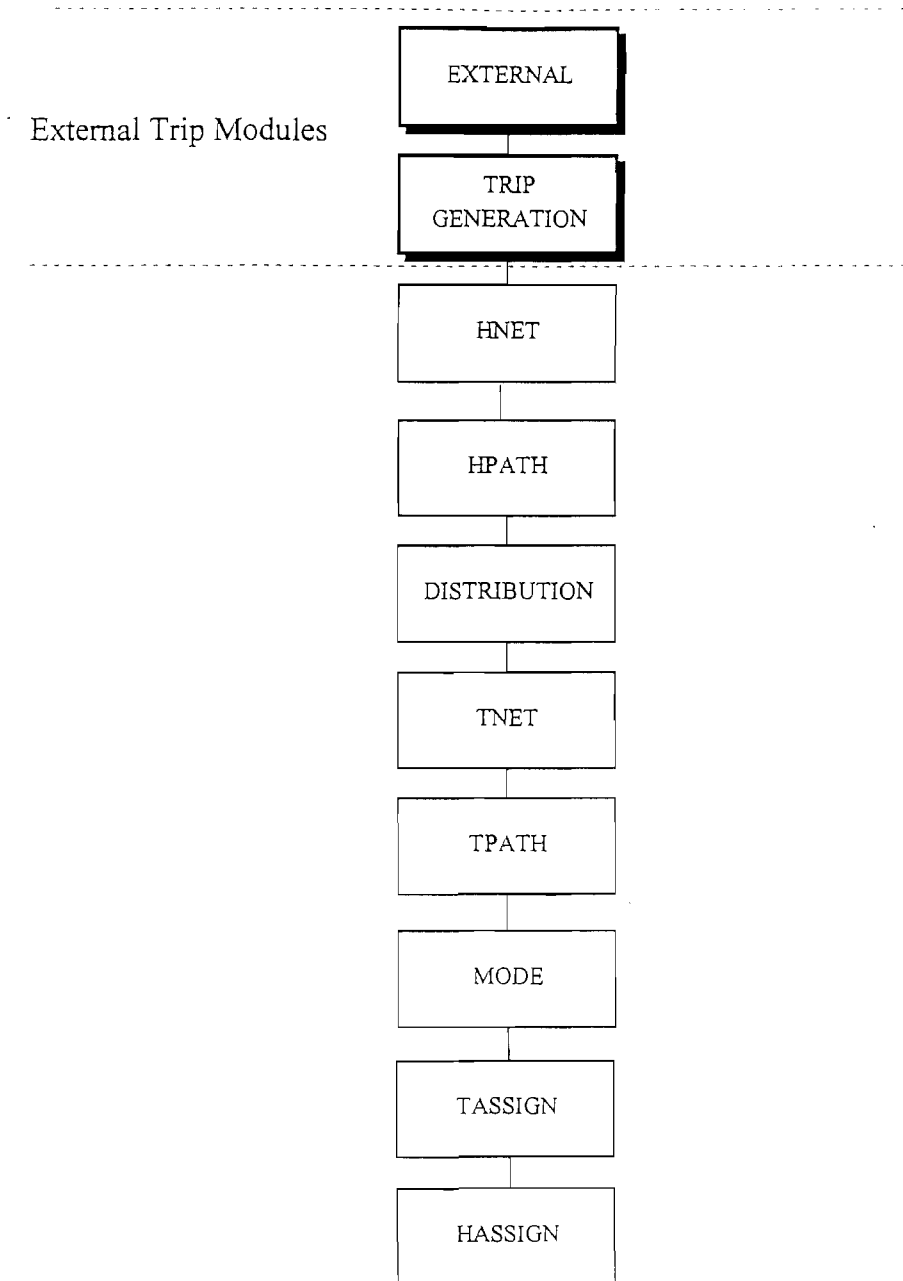 EXTERNAL
External Trip Modules
TRIP
GENERATION
HNET
HPATH
DISTRIBUTION
TNET
TPATH
MODE
TASSIGN
HASSIGN